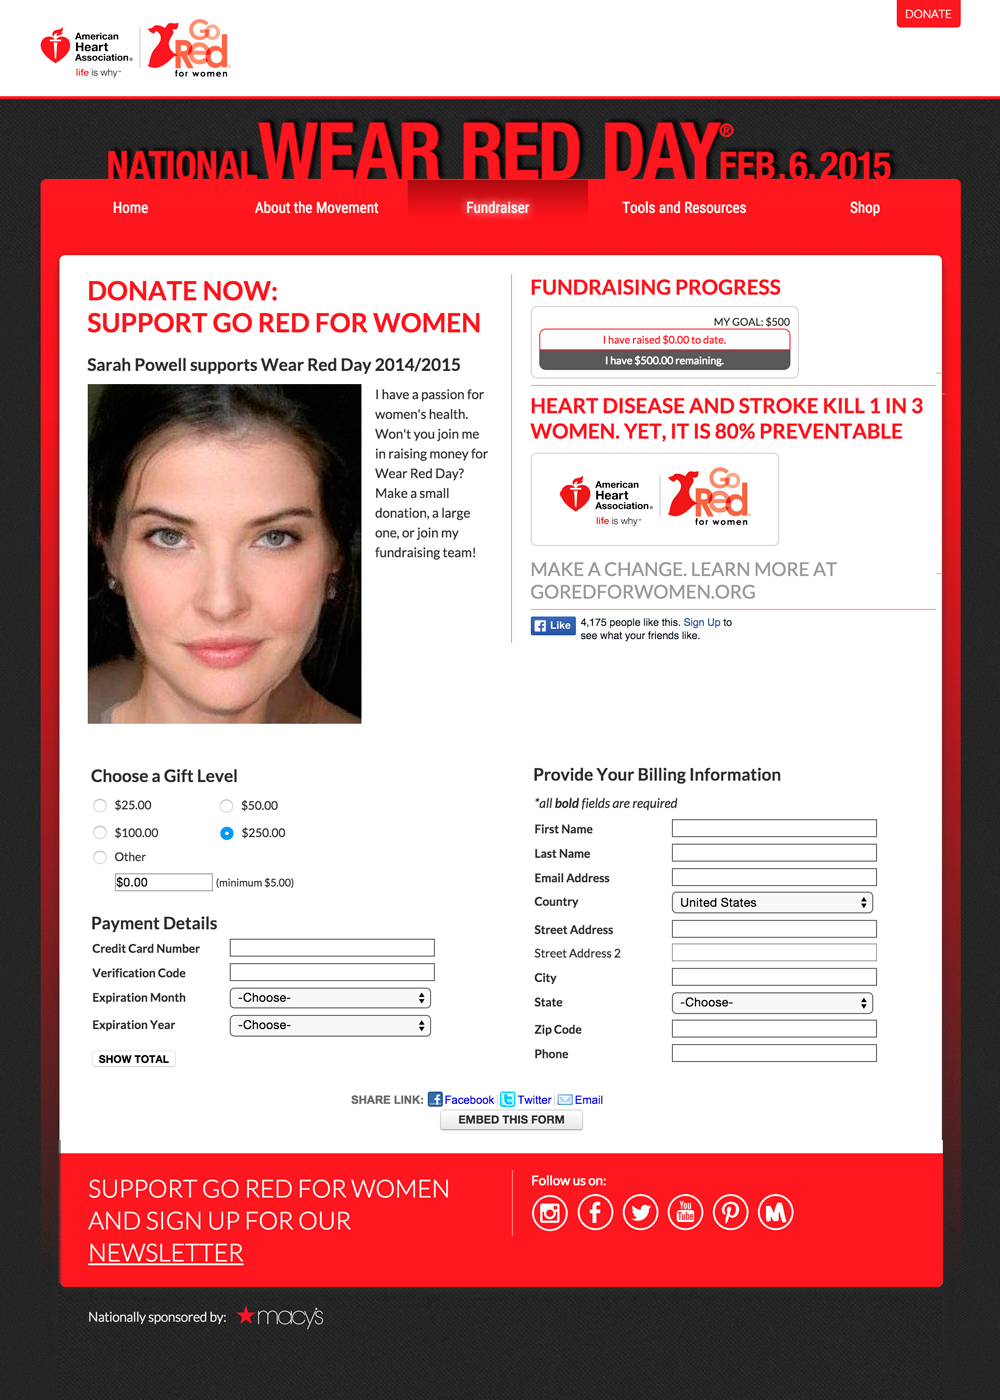 DONATE
American
Heart
Association®
life is why™
Go
Red
for women
NATIONAL WEAR RED DAY® FEB.6.2015
Home
About the Movement
Fundraiser
Tools and Resources
Shop
DONATE NOW:
SUPPORT GO RED FOR WOMEN
Sarah Powell supports Wear Red Day 2014/2015
I have a passion for
women's health.
Won't you join me
in raising money for
Wear Red Day?
Make a small
donation, a large
one, or join my
fundraising team!
FUNDRAISING PROGRESS
MY GOAL: $500
I have raised $0.00 to date.
I have $500.00 remaining.
HEART DISEASE AND STROKE KILL 1 IN 3
WOMEN. YET, IT IS 80% PREVENTABLE
American
Heart
Association®
life is why™
Go
Red
for women
MAKE A CHANGE. LEARN MORE AT
GOREDFORWOMEN.ORG
Like
4,175 people like this. Sign Up to
see what your friends like.
Choose a Gift Level
$25.00
$50.00
$100.00
$250.00
Other
$0.00 (minimum $5.00)
Payment Details
Credit Card Number
Verification Code
Expiration Month -Choose-
Expiration Year -Choose-
SHOW TOTAL
Provide Your Billing Information
*all bold fields are required
First Name
Last Name
Email Address
Country United States
Street Address
Street Address 2
City
State -Choose-
Zip Code
Phone
SHARE LINK: Facebook Twitter Email
EMBED THIS FORM
SUPPORT GO RED FOR WOMEN
AND SIGN UP FOR OUR
NEWSLETTER
Follow us on:
You
Tube
Nationally sponsored by: macy's